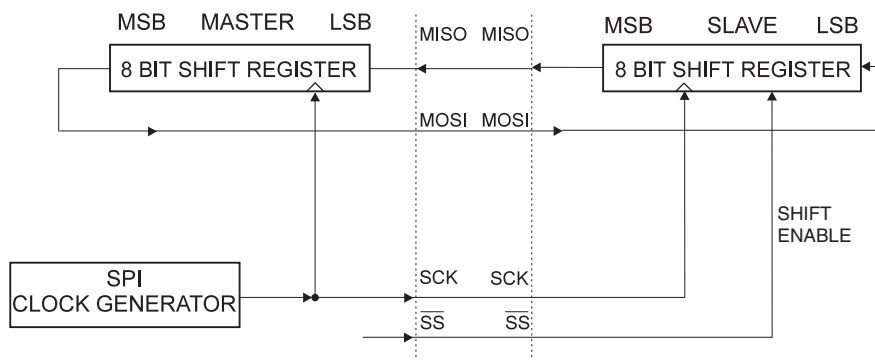 MSB MASTER LSB
MISO MISO
MSB SLAVE LSB
8 BIT SHIFT REGISTER
8 BIT SHIFT REGISTER
MOSI MOSI
SHIFT
ENABLE
SPI
CLOCK GENERATOR
SCK SCK
SS SS